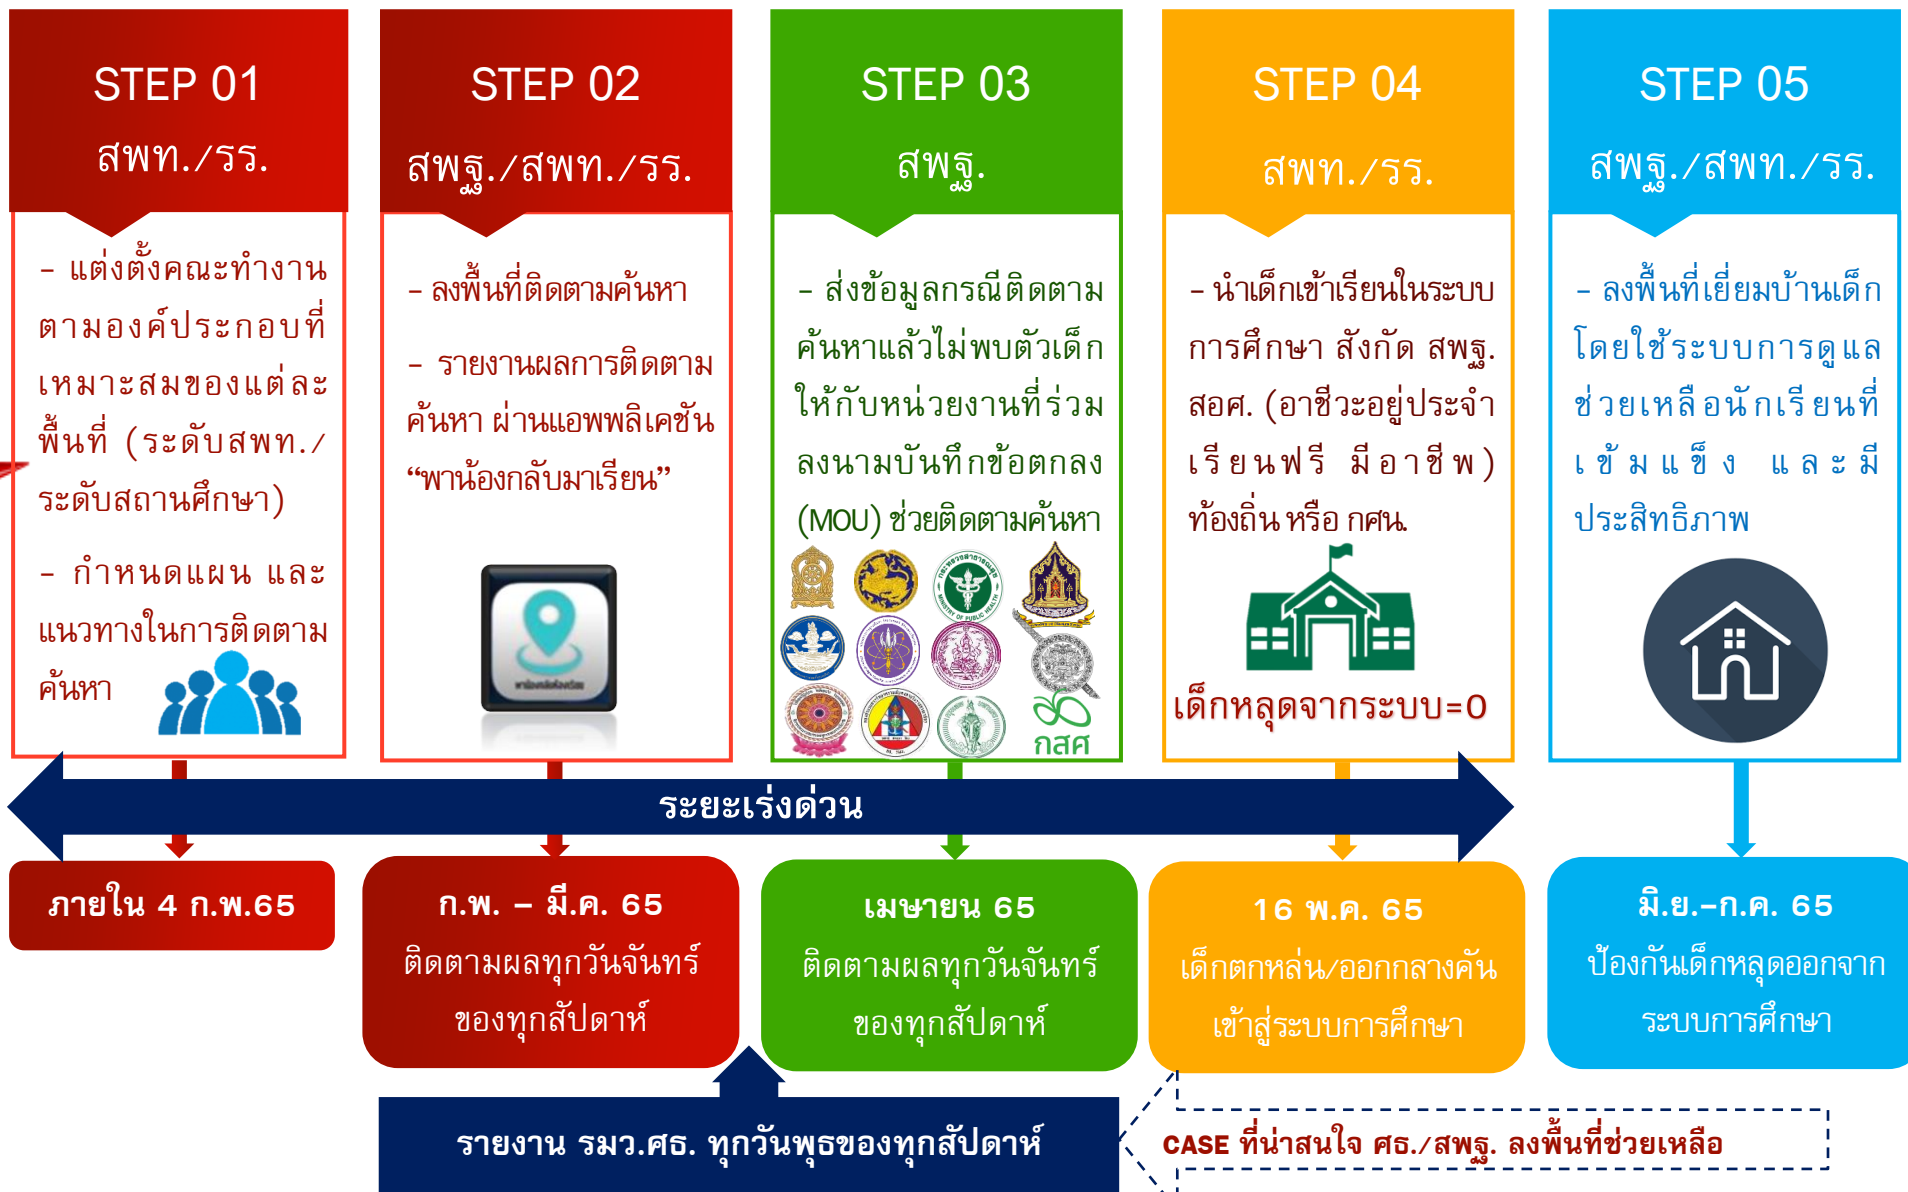 STEP 01
สพท./รร.
- แต่งตั้งคณะทำงาน
ตามองค์ประกอบที่
เหมาะสมของแต่ละ
พื้นที่ (ระดับสพท./
ระดับสถานศึกษา)
- กำหนดแผน และ
แนวทางในการติดตาม
ค้นหา
STEP 02
สพฐ./สพท./รร.
- ลงพื้นที่ติดตามค้นหา
- รายงานผลการติดตาม
ค้นหา ผ่านแอพพลิเคชัน
“พาน้องกลับมาเรียน”
STEP 03
สพฐ.
- ส่งข้อมูลกรณีติดตาม
ค้นหาแล้วไม่พบตัวเด็ก
ให้กับหน่วยงานที่ร่วม
ลงนามบันทึกข้อตกลง
(MOU) ช่วยติดตามค้นหา
กระทรวงสาธารณสุข
MINISTRY OF PUBLIC HEALTH
กสศ
STEP 04
สพท./รร.
- นำเด็กเข้าเรียนในระบบ
การศึกษา สังกัด สพฐ.
สอศ. (อาชีวะอยู่ประจำ
เรียนฟรี มีอาชีพ)
ท้องถิ่น หรือ กศน.
เด็กหลุดจากระบบ=0
STEP 05
สพฐ./สพท./รร.
- ลงพื้นที่เยี่ยมบ้านเด็ก
โดยใช้ระบบการดูแล
ช่วยเหลือนักเรียนที่
เข้มแข็ง และมี
ประสิทธิภาพ
ระยะเร่งด่วน
ภายใน 4 ก.พ.65
ก.พ. – มี.ค. 65
ติดตามผลทุกวันจันทร์
ของทุกสัปดาห์
เมษายน 65
ติดตามผลทุกวันจันทร์
ของทุกสัปดาห์
16 พ.ค. 65
เด็กตกหล่น/ออกกลางคัน
เข้าสู่ระบบการศึกษา
มิ.ย.-ก.ค. 65
ป้องกันเด็กหลุดออกจาก
ระบบการศึกษา
รายงาน รมว.ศธ. ทุกวันพุธของทุกสัปดาห์
CASE ที่น่าสนใจ ศธ./สพฐ. ลงพื้นที่ช่วยเหลือ